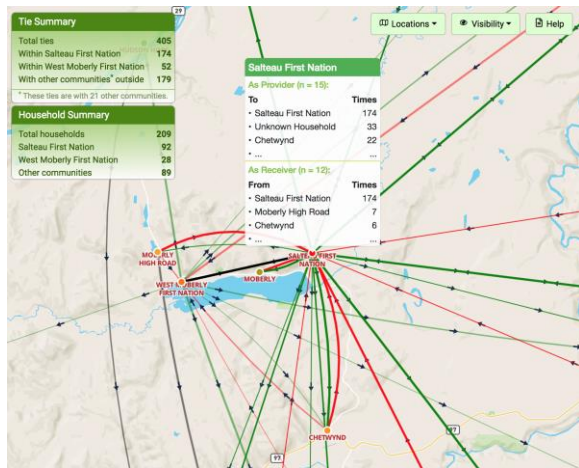 Tie Summary
Total ties 405
Within Salteau First Nation 174
Within West Moberly First Nation 52
With other communities* outside 179
* These ties are with 21 other communities.
Household Summary
Total households 209
Salteau First Nation 92
West Moberly First Nation 28
Other communities 89
29
Locations
Visibility
Help
Salteau First Nation
As Provider (n = 15):
To Times
• Salteau First Nation 174
• Unknown Household 33
• Chetwynd 22
• ...
As Receiver (n = 12):
From Times
• Salteau First Nation 174
• Moberly High Road 7
• Chetwynd 6
• ...
MOBERLY
HIGH ROAD
SALTEAU FIRST
NATION
MOBERLY
WEST MOBERLY
FIRST NATION
CHETWYND
97
97